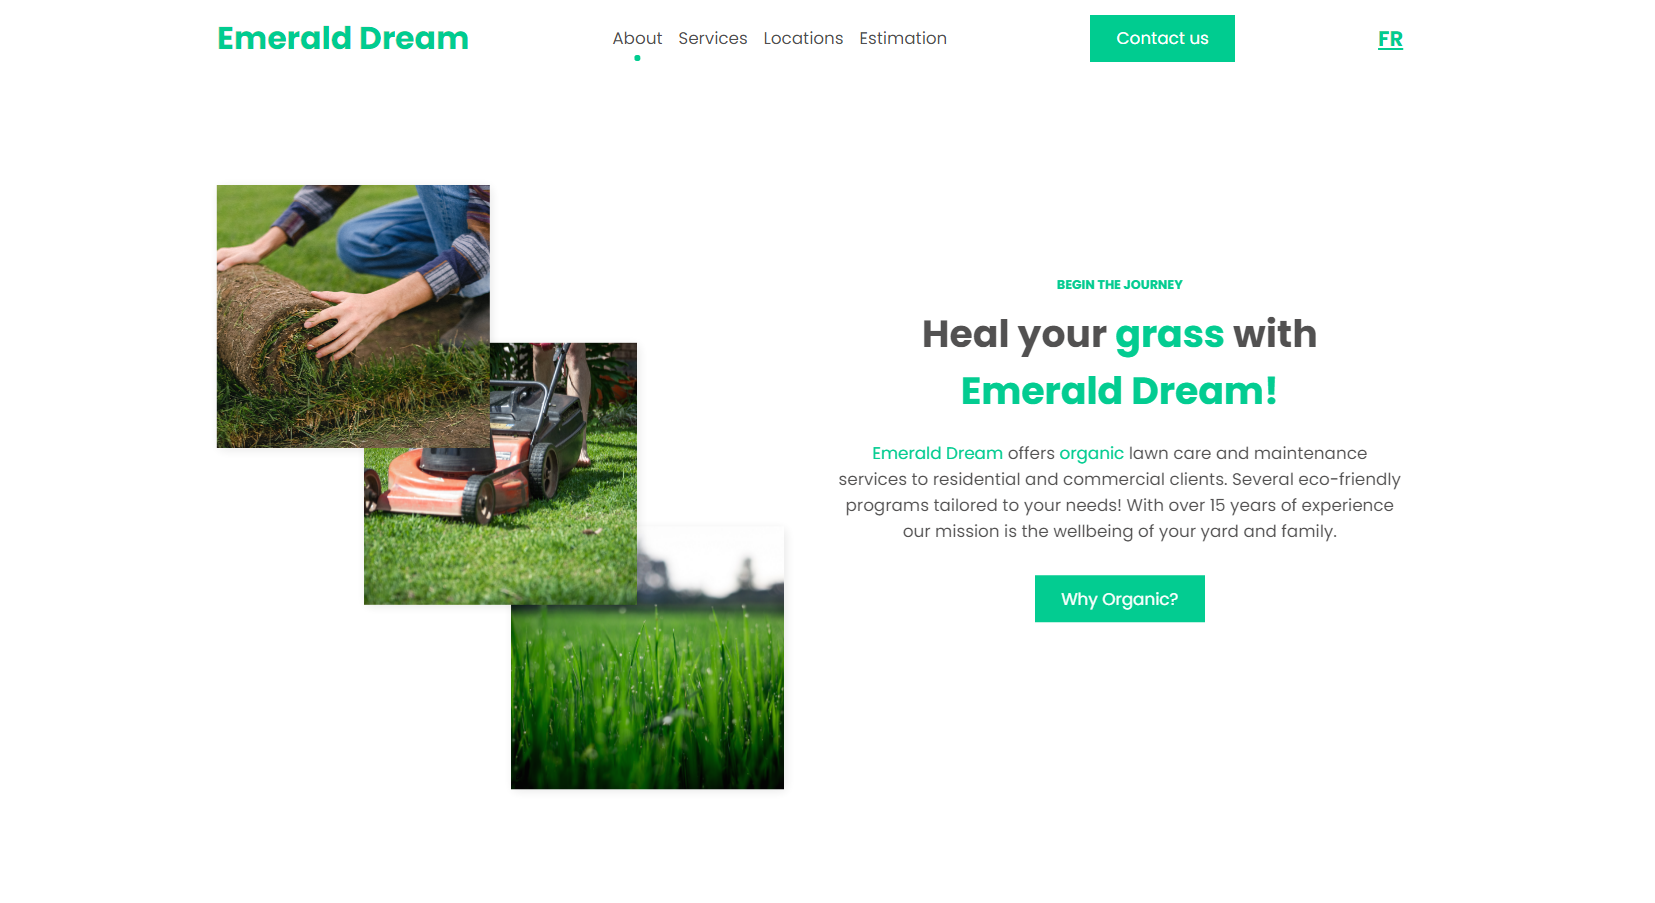 Emerald Dream
About Services Locations Estimation
Contact us
FR
BEGIN THE JOURNEY
Heal your grass with
Emerald Dream!
Emerald Dream offers organic lawn care and maintenance
services to residential and commercial clients. Several eco-friendly
programs tailored to your needs! With over 15 years of experience
our mission is the wellbeing of your yard and family.
Why Organic?